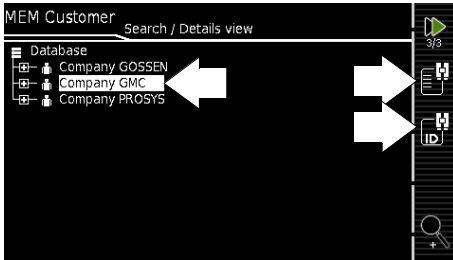 MEM Customer
Search / Details view
3/3
Database
Company GOSSEN
Company GMC
Company PROSYS
ID